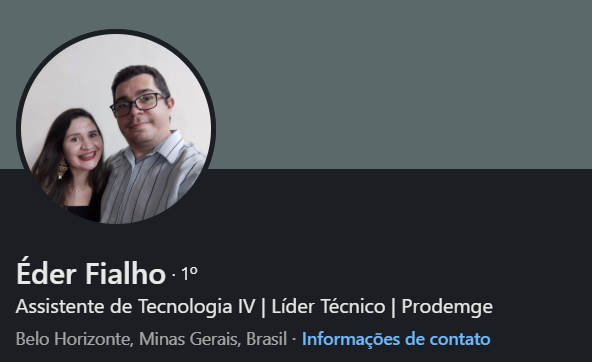 Éder Fialho · 1º
Assistente de Tecnologia IV | Líder Técnico | Prodemge
Belo Horizonte, Minas Gerais, Brasil · Informações de contato